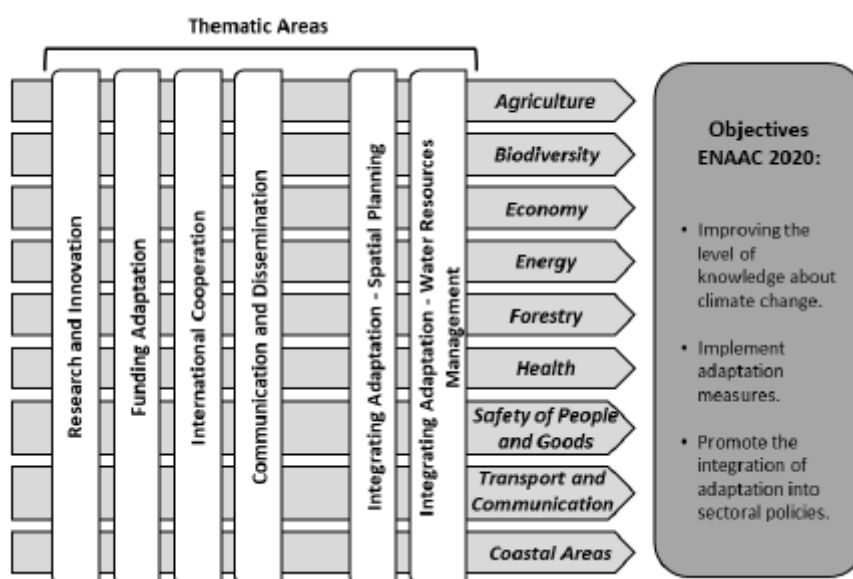 Thematic Areas
Research and Innovation
Funding Adaptation
International Cooperation
Communication and Dissemination
Integrating Adaptation - Spatial Planning
Integrating Adaptation - Water Resources
Management
Agriculture
Biodiversity
Economy
Energy
Forestry
Health
Safety of People
and Goods
Transport and
Communication
Coastal Areas
Objectives
ENAAC 2020:
• Improving the
level of
knowledge about
climate change.
• Implement
adaptation
measures.
• Promote the
integration of
adaptation into
sectoral policies.